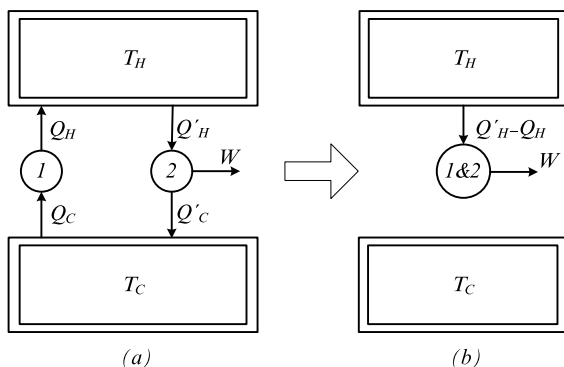 T_H
T_H
Q_H
Q′_H
Q′_H–Q_H
1
2
W
1&2
W
Q_C
Q′_C
T_C
T_C
(a)
(b)